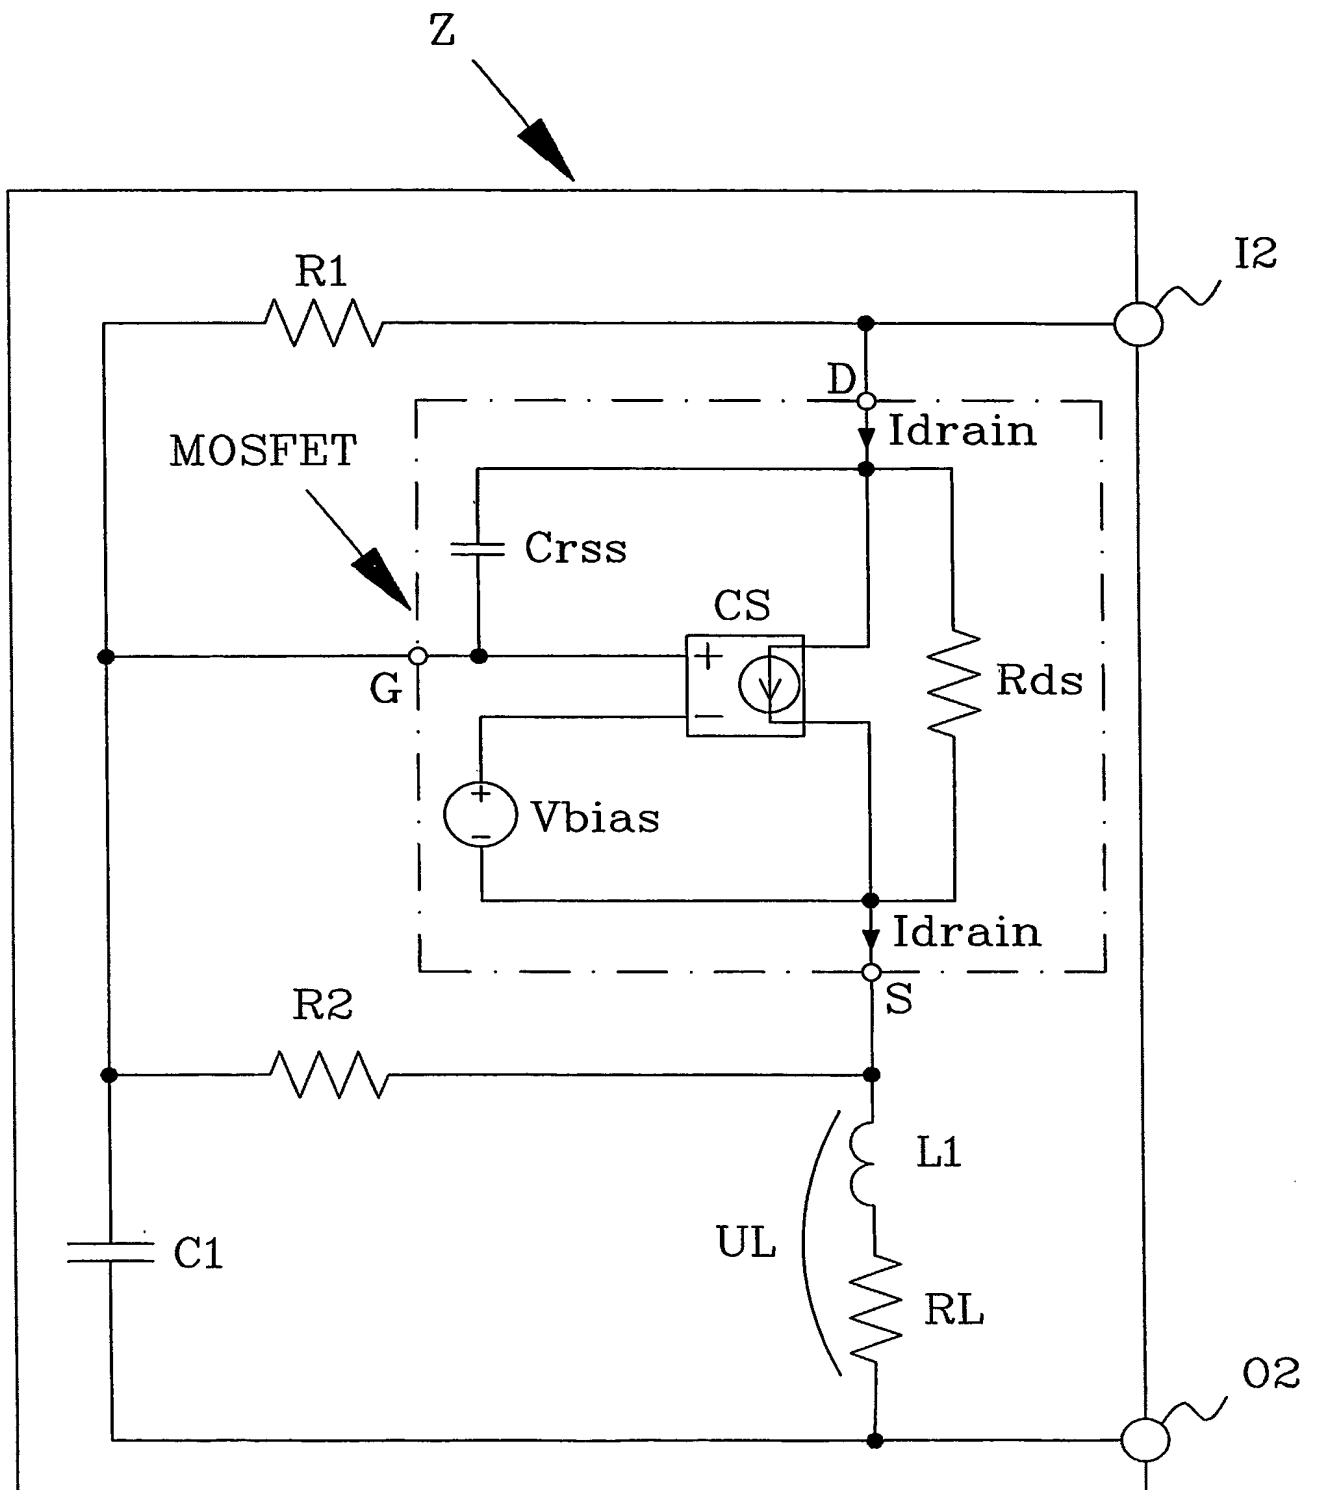 Z
I2
R1
D
Idrain
MOSFET
Crss
CS
+
G
Rds
−
+
Vbias
−
Idrain
R2
S
L1
UL
C1
RL
O2